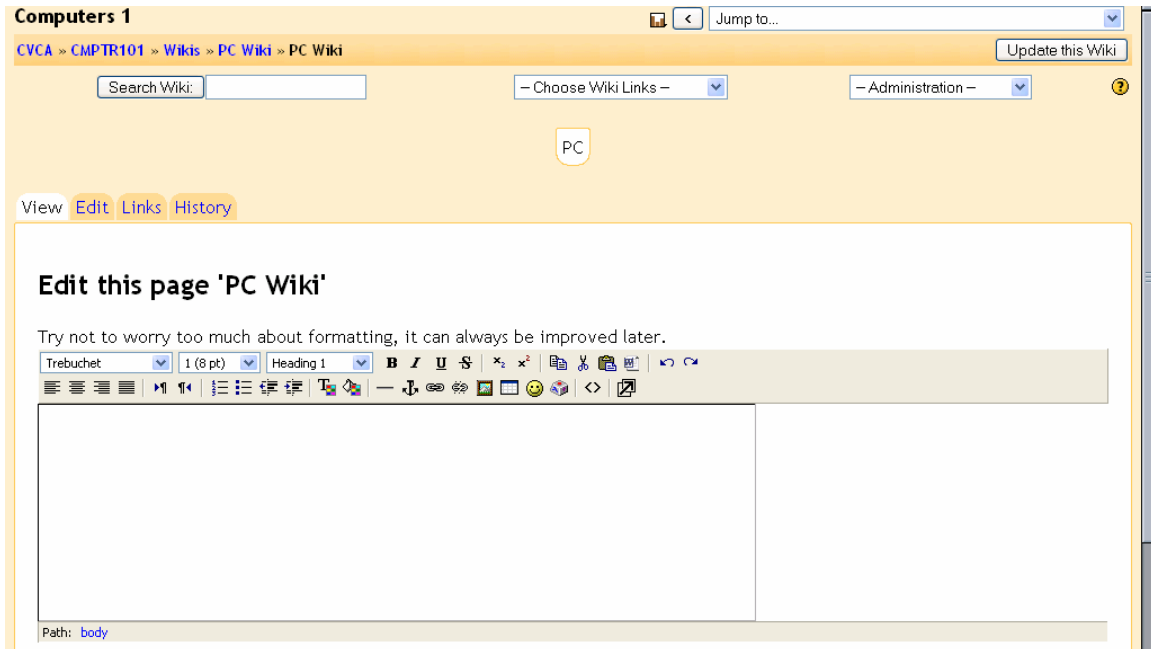 Computers 1
< Jump to...
CVCA » CMPTR101 » Wikis » PC Wiki » PC Wiki Update this Wiki
Search Wiki: – Choose Wiki Links – – Administration – ?
PC
View Edit Links History
Edit this page 'PC Wiki'
Try not to worry too much about formatting, it can always be improved later.
Trebuchet 1 (8 pt) Heading 1 B I U S x₂ x²
Path: body